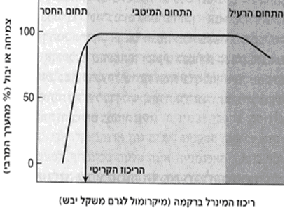 תחום החסר
התחום המיטבי
התחום הרעיל
צמיחה או יבול (% מהערך המרבי)
100
50
0
הריכוז הקריטי
ריכוז המינרל ברקמה (מיקרומול לגרם משקל יבש)